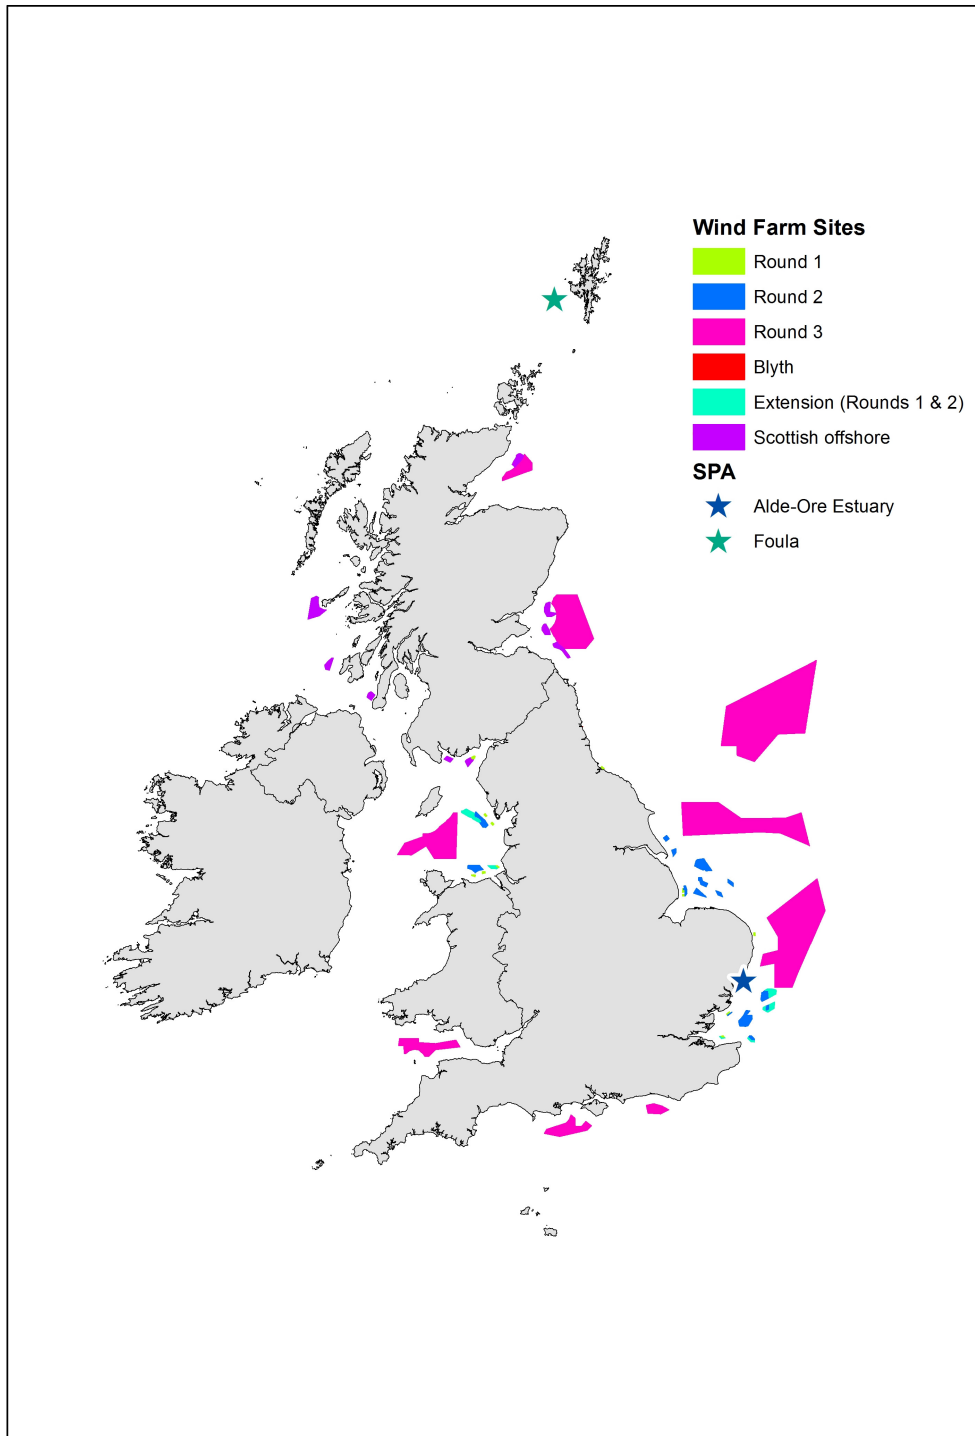 Wind Farm Sites
Round 1
Round 2
Round 3
Blyth
Extension (Rounds 1 & 2)
Scottish offshore
SPA
Alde-Ore Estuary
Foula